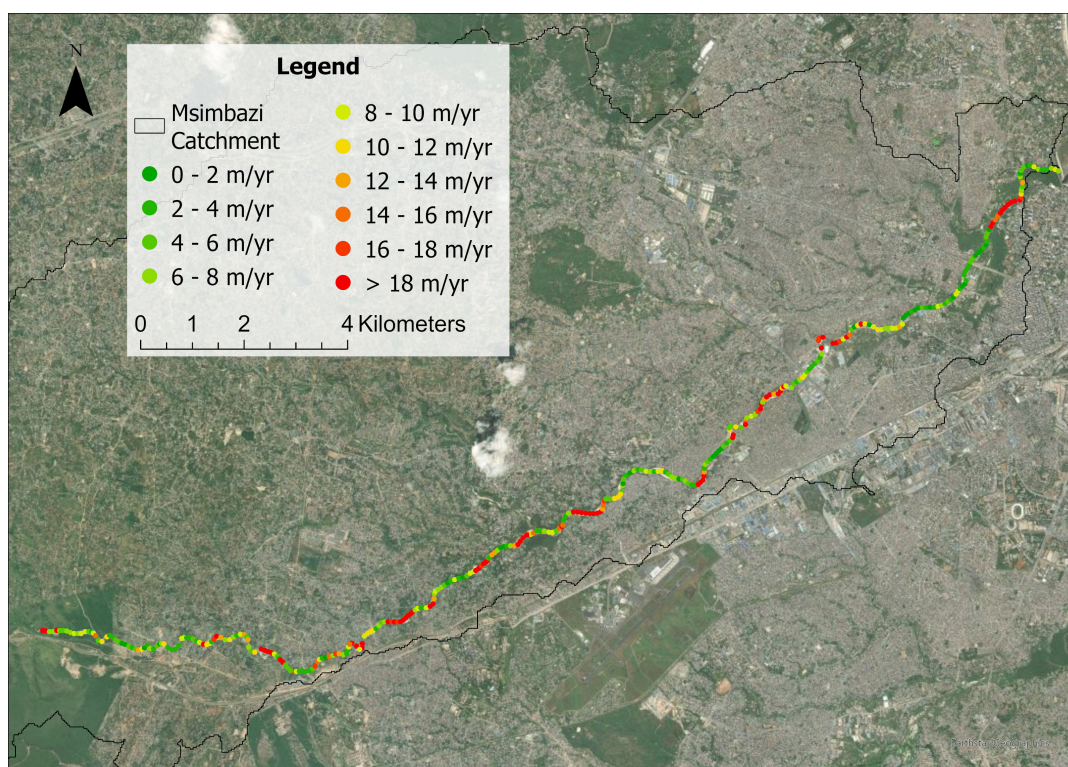 N
Legend
Msimbazi
Catchment
0 - 2 m/yr
2 - 4 m/yr
4 - 6 m/yr
6 - 8 m/yr
8 - 10 m/yr
10 - 12 m/yr
12 - 14 m/yr
14 - 16 m/yr
16 - 18 m/yr
> 18 m/yr
0 1 2 4 Kilometers